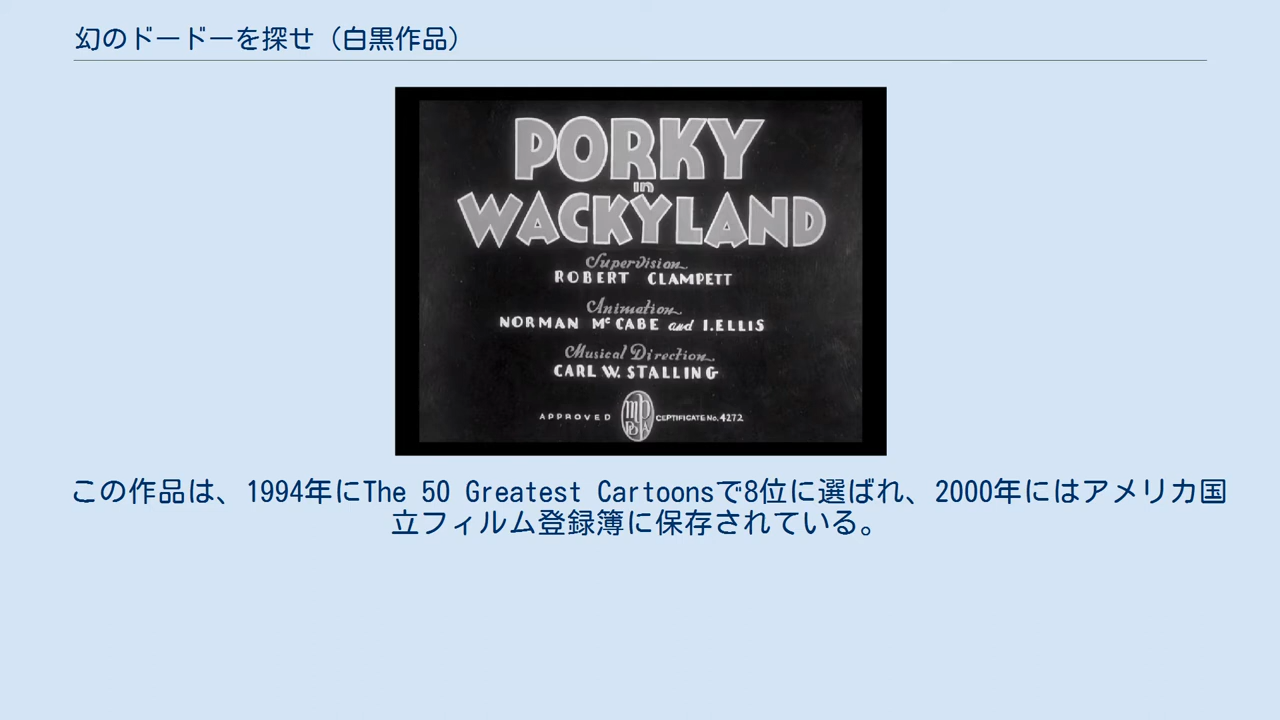 幻のドードーを探せ（白黒作品）
PORKY
in
WACKYLAND
Supervision
ROBERT CLAMPETT
Animation
NORMAN McCABE and I.ELLIS
Musical Direction
CARL W. STALLING
APPROVED MPPDA CERTIFICATE No. 4272
この作品は、1994年にThe 50 Greatest Cartoonsで8位に選ばれ、2000年にはアメリカ国
立フィルム登録簿に保存されている。